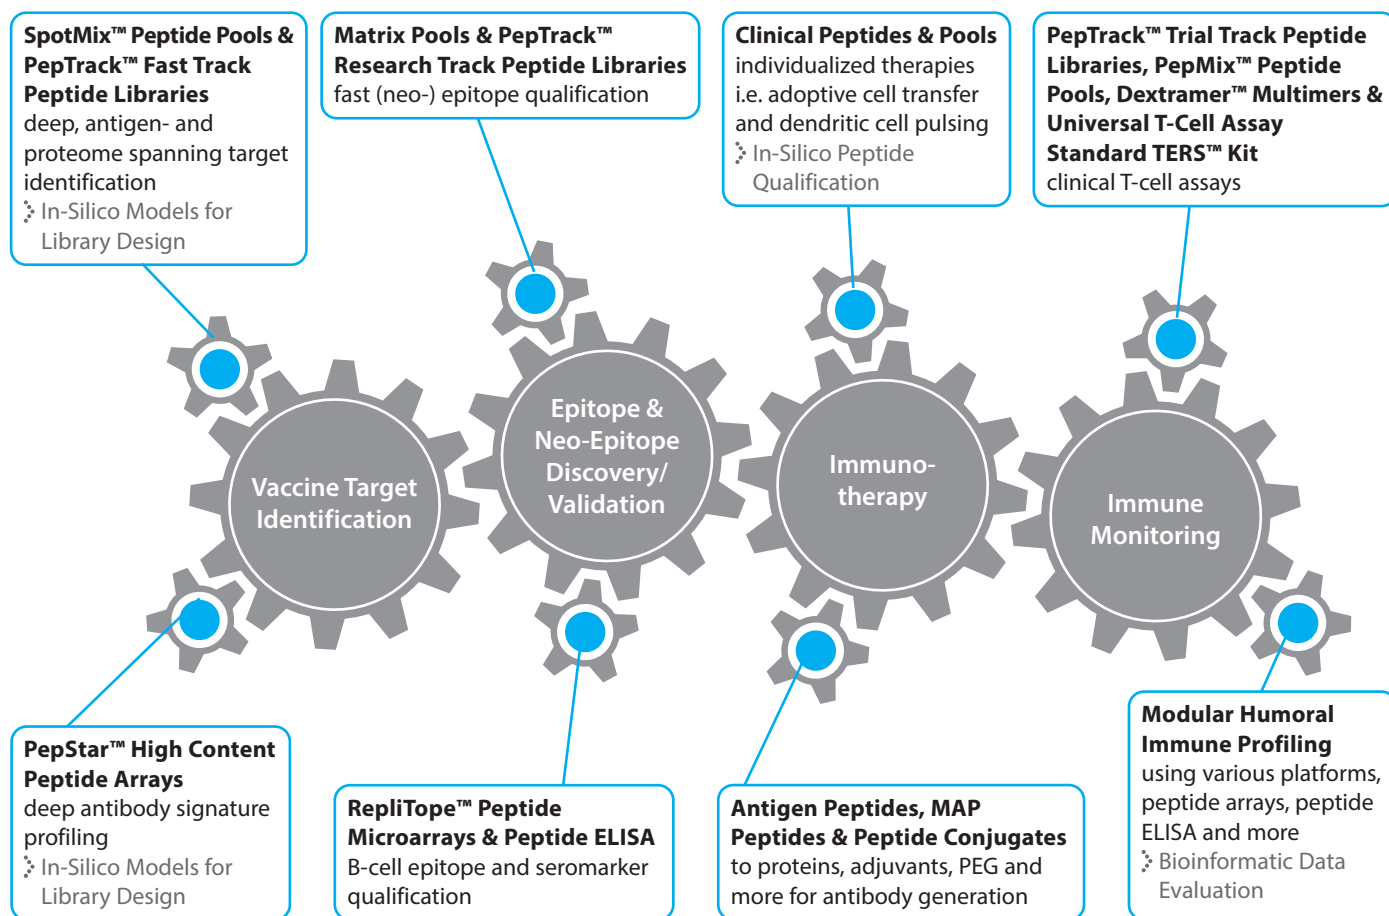 SpotMix™ Peptide Pools &
PepTrack™ Fast Track
Peptide Libraries
deep, antigen- and
proteome spanning target
identification
In-Silico Models for
Library Design
Matrix Pools & PepTrack™
Research Track Peptide Libraries
fast (neo-) epitope qualification
Clinical Peptides & Pools
individualized therapies
i.e. adoptive cell transfer
and dendritic cell pulsing
In-Silico Peptide
Qualification
PepTrack™ Trial Track Peptide
Libraries, PepMix™ Peptide
Pools, Dextramer™ Multimers &
Universal T-Cell Assay
Standard TERS™ Kit
clinical T-cell assays
Vaccine Target
Identification
Epitope &
Neo-Epitope
Discovery/
Validation
Immuno-
therapy
Immune
Monitoring
PepStar™ High Content
Peptide Arrays
deep antibody signature
profiling
In-Silico Models for
Library Design
RepliTope™ Peptide
Microarrays & Peptide ELISA
B-cell epitope and seromarker
qualification
Antigen Peptides, MAP
Peptides & Peptide Conjugates
to proteins, adjuvants, PEG and
more for antibody generation
Modular Humoral
Immune Profiling
using various platforms,
peptide arrays, peptide
ELISA and more
Bioinformatic Data
Evaluation